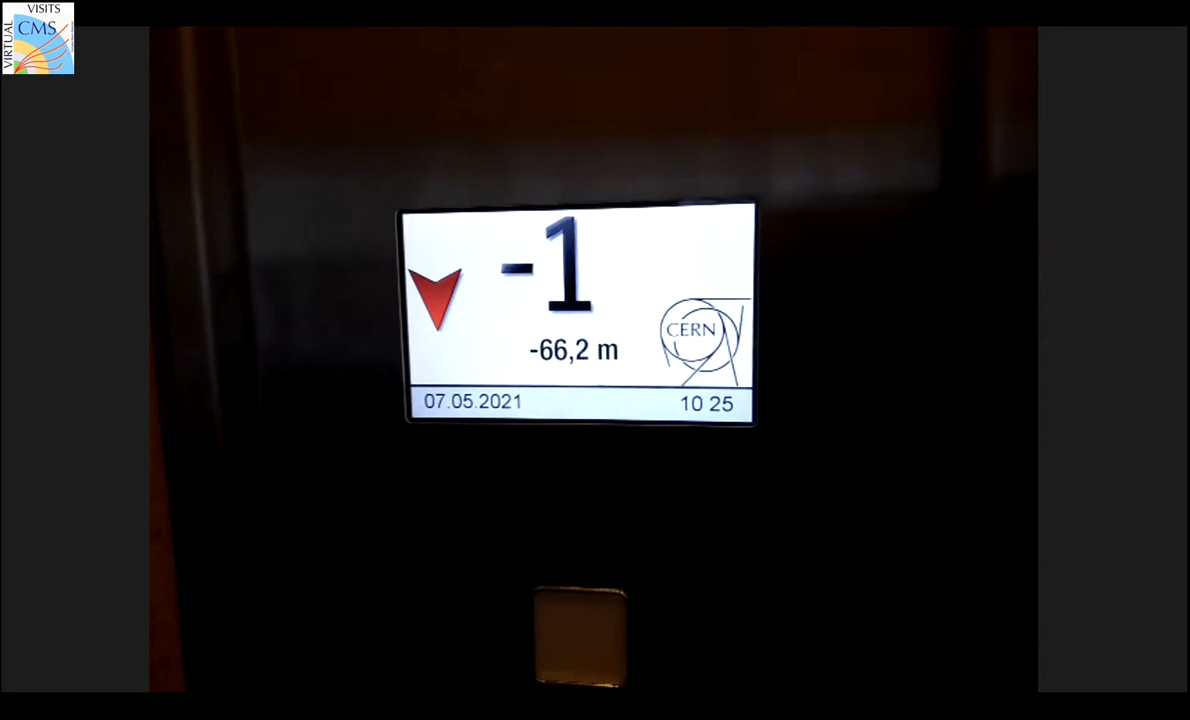 VISITS
VIRTUAL
CMS
-1
-66,2 m
CERN
07.05.2021
10 25